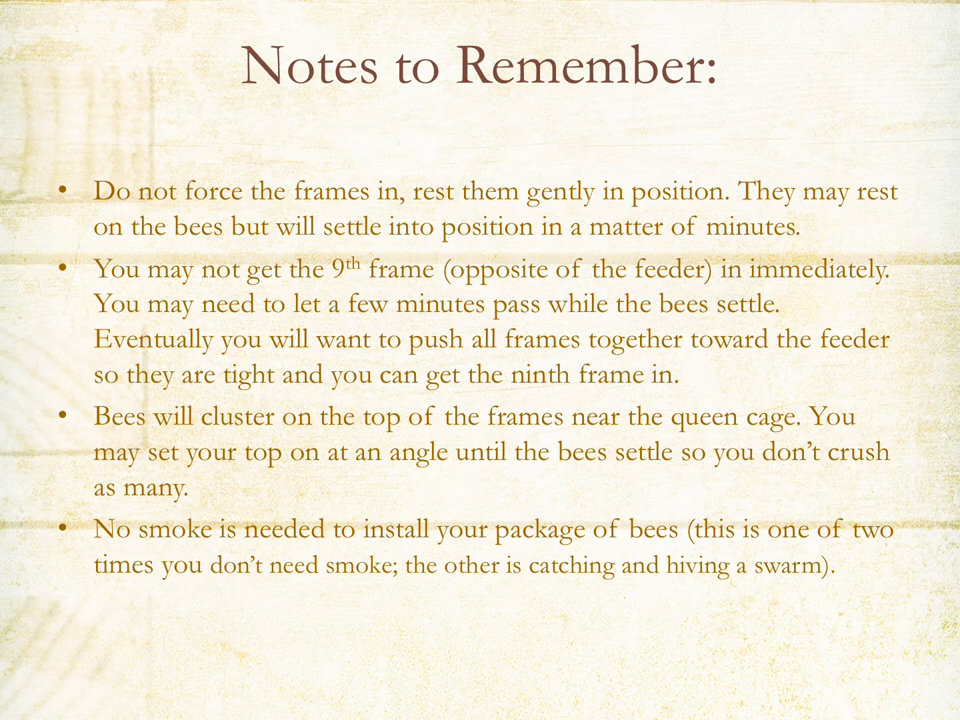 Notes to Remember:
• Do not force the frames in, rest them gently in position. They may rest
on the bees but will settle into position in a matter of minutes.
• You may not get the 9th frame (opposite of the feeder) in immediately.
You may need to let a few minutes pass while the bees settle.
Eventually you will want to push all frames together toward the feeder
so they are tight and you can get the ninth frame in.
• Bees will cluster on the top of the frames near the queen cage. You
may set your top on at an angle until the bees settle so you don’t crush
as many.
• No smoke is needed to install your package of bees (this is one of two
times you don’t need smoke; the other is catching and hiving a swarm).